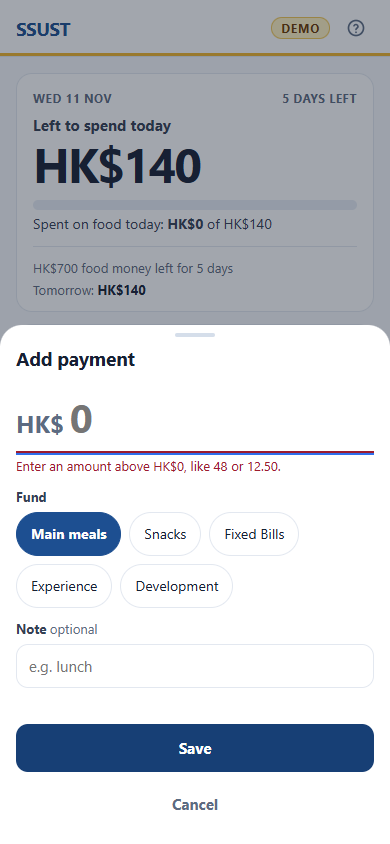 SSUST
DEMO
?
WED 11 NOV
5 DAYS LEFT
Left to spend today
HK$140
Spent on food today: HK$0 of HK$140
HK$700 food money left for 5 days
Tomorrow: HK$140
Add payment
HK$ 0
Enter an amount above HK$0, like 48 or 12.50.
Fund
Main meals
Snacks
Fixed Bills
Experience
Development
Note optional
e.g. lunch
Save
Cancel